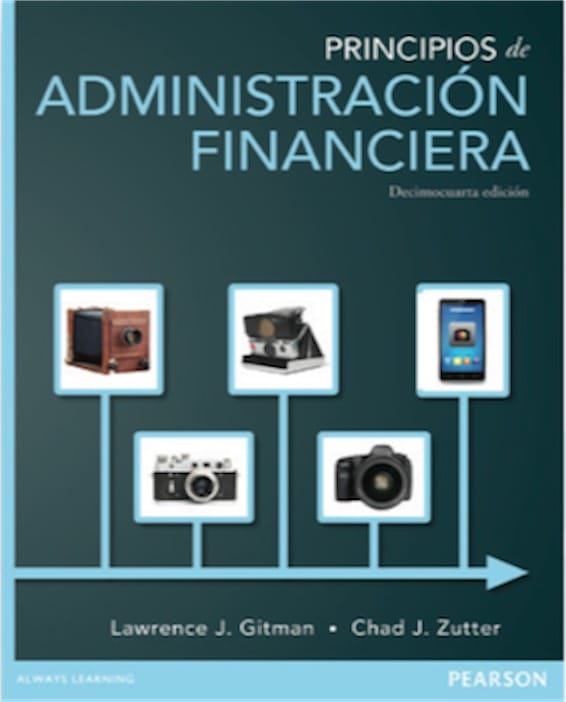 PRINCIPIOS de
ADMINISTRACIÓN
FINANCIERA
Decimocuarta edición
Lawrence J. Gitman • Chad J. Zutter
ALWAYS LEARNING PEARSON